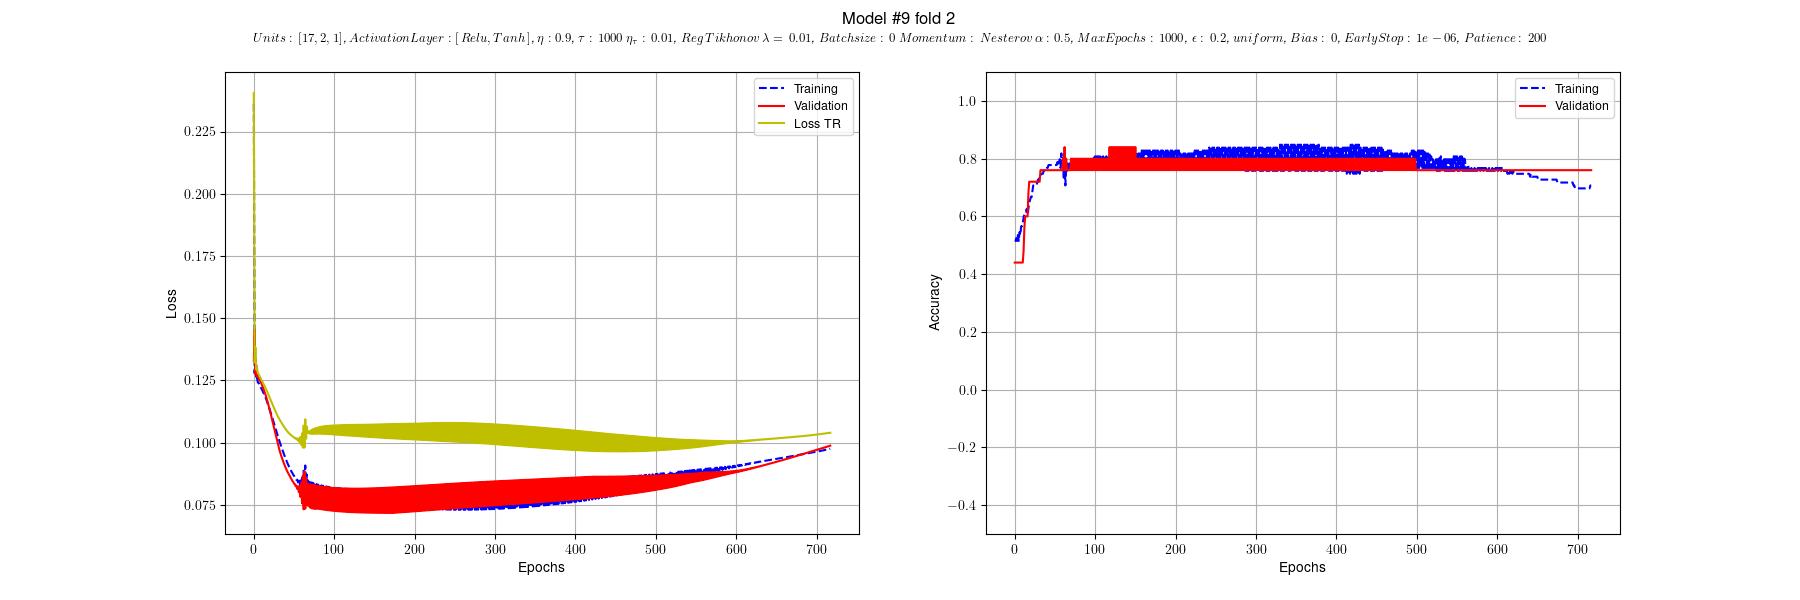 Model #9 fold 2
Units : [17, 2, 1], ActivationLayer : [ Relu, Tanh], η : 0.9, τ : 1000 η_τ : 0.01, RegTikhonov λ = 0.01, Batchsize : 0 Momentum : Nesterov α : 0.5, MaxEpochs : 1000, ϵ : 0.2, uniform, Bias : 0, EarlyStop : 1e − 06, Patience : 200
Loss
0.225
0.200
0.175
0.150
0.125
0.100
0.075
0 100 200 300 400 500 600 700
Epochs
Training
Validation
Loss TR
Accuracy
1.0
0.8
0.6
0.4
0.2
0.0
−0.2
−0.4
0 100 200 300 400 500 600 700
Epochs
Training
Validation